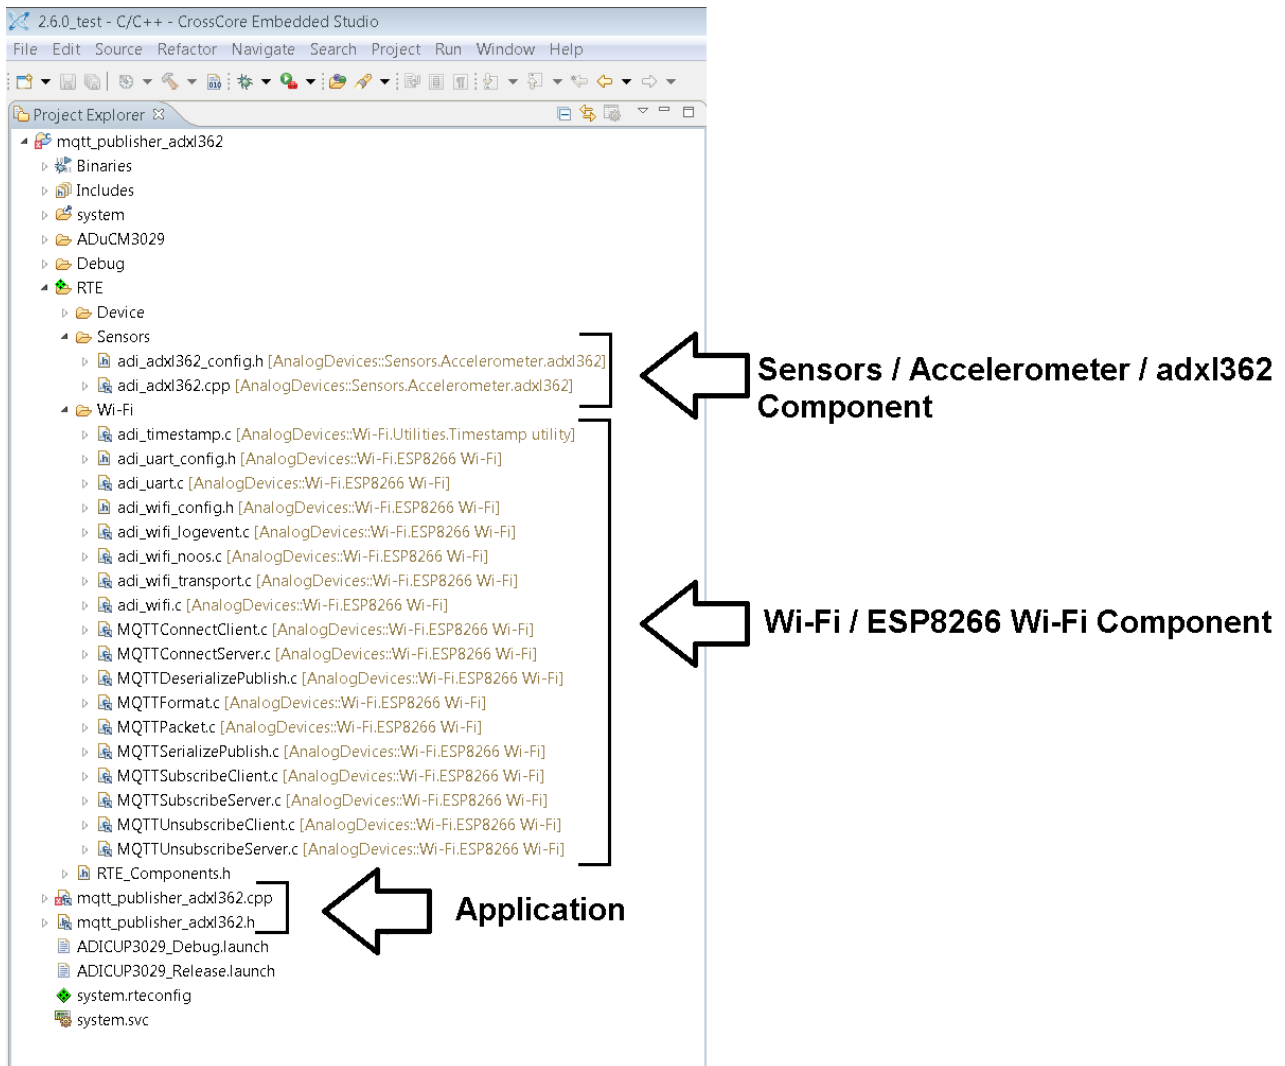 2.6.0_test - C/C++ - CrossCore Embedded Studio
File Edit Source Refactor Navigate Search Project Run Window Help
Project Explorer
mqtt_publisher_adxl362
Binaries
Includes
system
ADuCM3029
Debug
RTE
Device
Sensors
adi_adxl362_config.h [AnalogDevices::Sensors.Accelerometer.adxl362]
adi_adxl362.cpp [AnalogDevices::Sensors.Accelerometer.adxl362]
Sensors / Accelerometer / adxl362
Component
Wi-Fi
adi_timestamp.c [AnalogDevices::Wi-Fi.Utilities.Timestamp utility]
adi_uart_config.h [AnalogDevices::Wi-Fi.ESP8266 Wi-Fi]
adi_uart.c [AnalogDevices::Wi-Fi.ESP8266 Wi-Fi]
adi_wifi_config.h [AnalogDevices::Wi-Fi.ESP8266 Wi-Fi]
adi_wifi_logevent.c [AnalogDevices::Wi-Fi.ESP8266 Wi-Fi]
adi_wifi_noos.c [AnalogDevices::Wi-Fi.ESP8266 Wi-Fi]
adi_wifi_transport.c [AnalogDevices::Wi-Fi.ESP8266 Wi-Fi]
adi_wifi.c [AnalogDevices::Wi-Fi.ESP8266 Wi-Fi]
MQTTConnectClient.c [AnalogDevices::Wi-Fi.ESP8266 Wi-Fi]
MQTTConnectServer.c [AnalogDevices::Wi-Fi.ESP8266 Wi-Fi]
MQTTDeserializePublish.c [AnalogDevices::Wi-Fi.ESP8266 Wi-Fi]
MQTTFormat.c [AnalogDevices::Wi-Fi.ESP8266 Wi-Fi]
MQTTPacket.c [AnalogDevices::Wi-Fi.ESP8266 Wi-Fi]
MQTTSerializePublish.c [AnalogDevices::Wi-Fi.ESP8266 Wi-Fi]
MQTTSubscribeClient.c [AnalogDevices::Wi-Fi.ESP8266 Wi-Fi]
MQTTSubscribeServer.c [AnalogDevices::Wi-Fi.ESP8266 Wi-Fi]
MQTTUnsubscribeClient.c [AnalogDevices::Wi-Fi.ESP8266 Wi-Fi]
MQTTUnsubscribeServer.c [AnalogDevices::Wi-Fi.ESP8266 Wi-Fi]
Wi-Fi / ESP8266 Wi-Fi Component
RTE_Components.h
mqtt_publisher_adxl362.cpp
mqtt_publisher_adxl362.h
Application
ADICUP3029_Debug.launch
ADICUP3029_Release.launch
system.rteconfig
system.svc